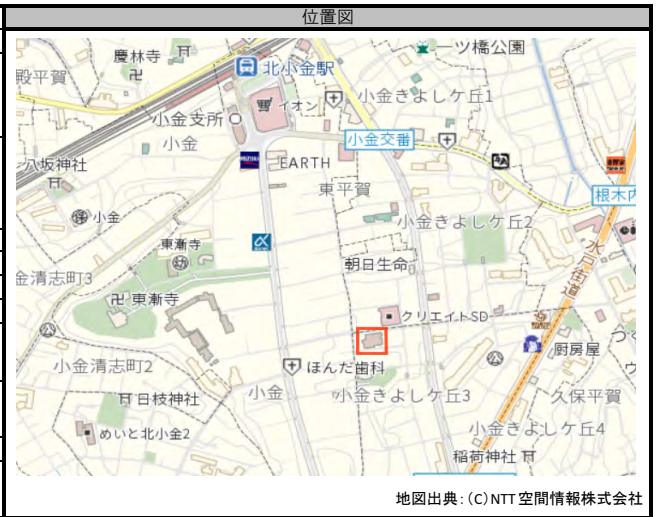 位置図
慶林寺
一ツ橋公園
北小金駅
殿平賀
イオン
小金きよしケ丘1
小金支所
小金
小金交番
八坂神社
EARTH
東平賀
根木内
小金
小金きよしケ丘2
東漸寺
水戸街道
朝日生命
金清志町3
東漸寺
クリエイトSD
厨房屋
小金清志町2
ほんだ歯科
日枝神社
小金
小金きよしケ丘3
久保平賀
めいと北小金2
小金きよしケ丘4
稲荷神社
地図出典:(C)NTT空間情報株式会社